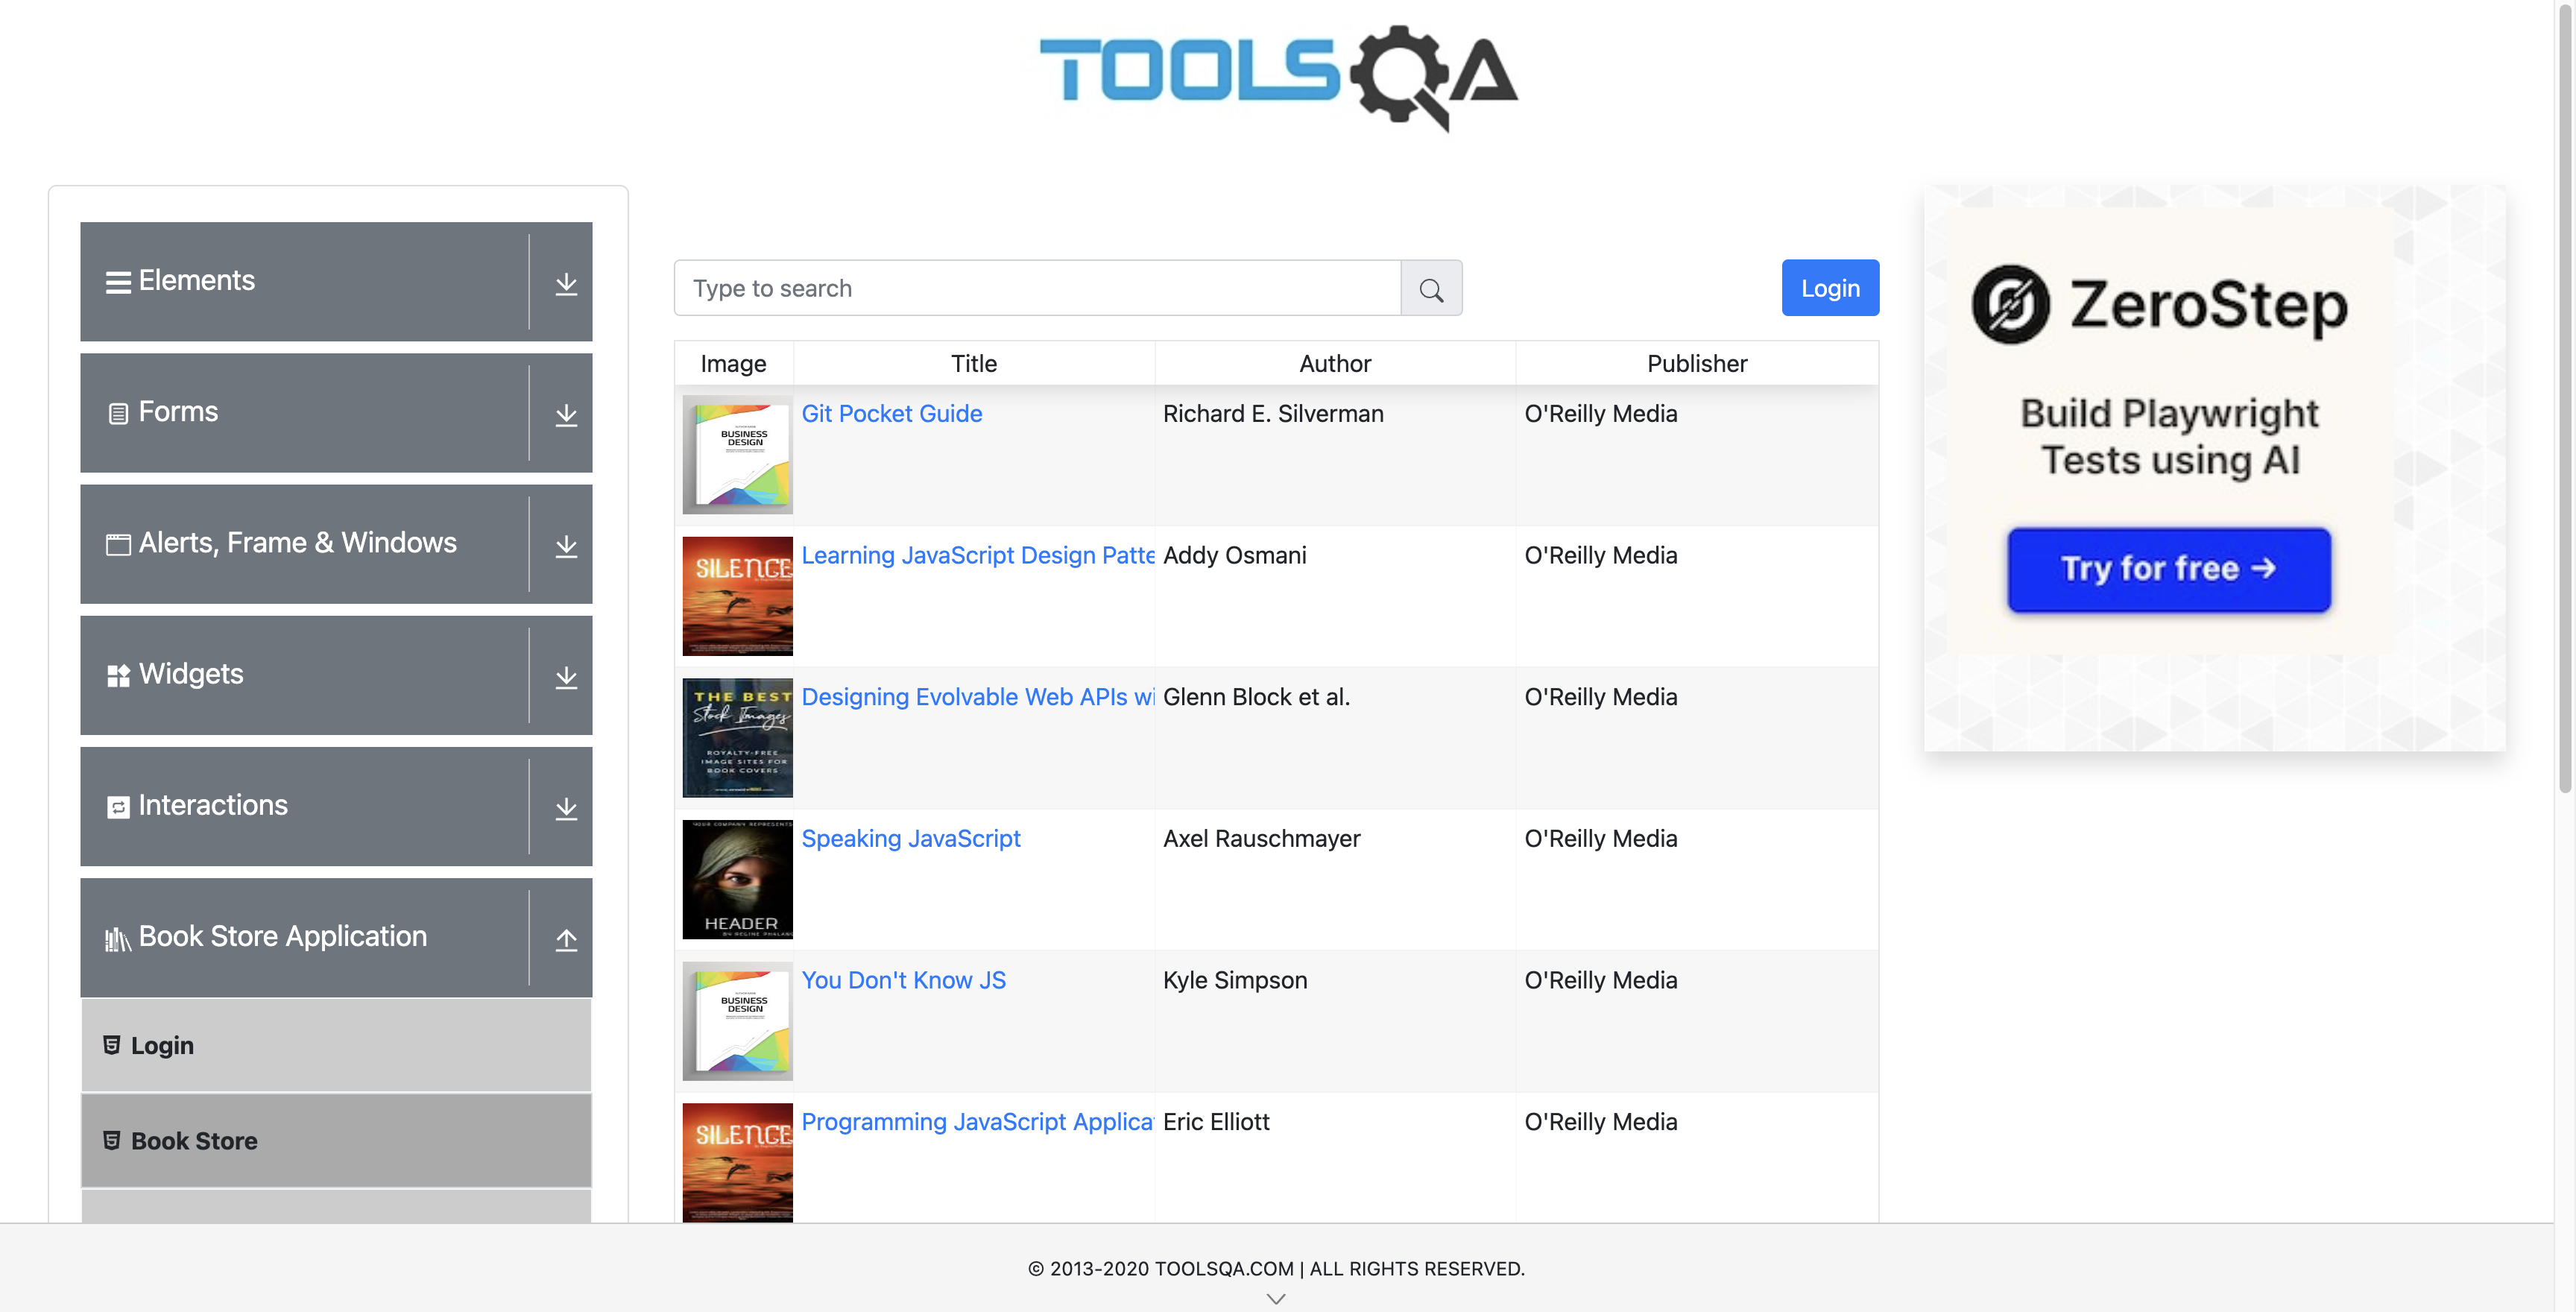 TOOLSQA
Elements
Forms
Alerts, Frame & Windows
Widgets
Interactions
Book Store Application
Login
Book Store
Type to search
Login
Image Title Author Publisher
BUSINESS
DESIGN
Git Pocket Guide Richard E. Silverman O'Reilly Media
SILENCE
Learning JavaScript Design Patte Addy Osmani O'Reilly Media
THE BEST
Stock Images
ROYALTY-FREE
IMAGE SITES FOR
BOOK COVERS
Designing Evolvable Web APIs wi Glenn Block et al. O'Reilly Media
YOUR COMPANY REPRESENTS
HEADER
Speaking JavaScript Axel Rauschmayer O'Reilly Media
BUSINESS
DESIGN
You Don't Know JS Kyle Simpson O'Reilly Media
SILENCE
Programming JavaScript Applica Eric Elliott O'Reilly Media
ZeroStep
Build Playwright
Tests using AI
Try for free →
© 2013-2020 TOOLSQA.COM | ALL RIGHTS RESERVED.